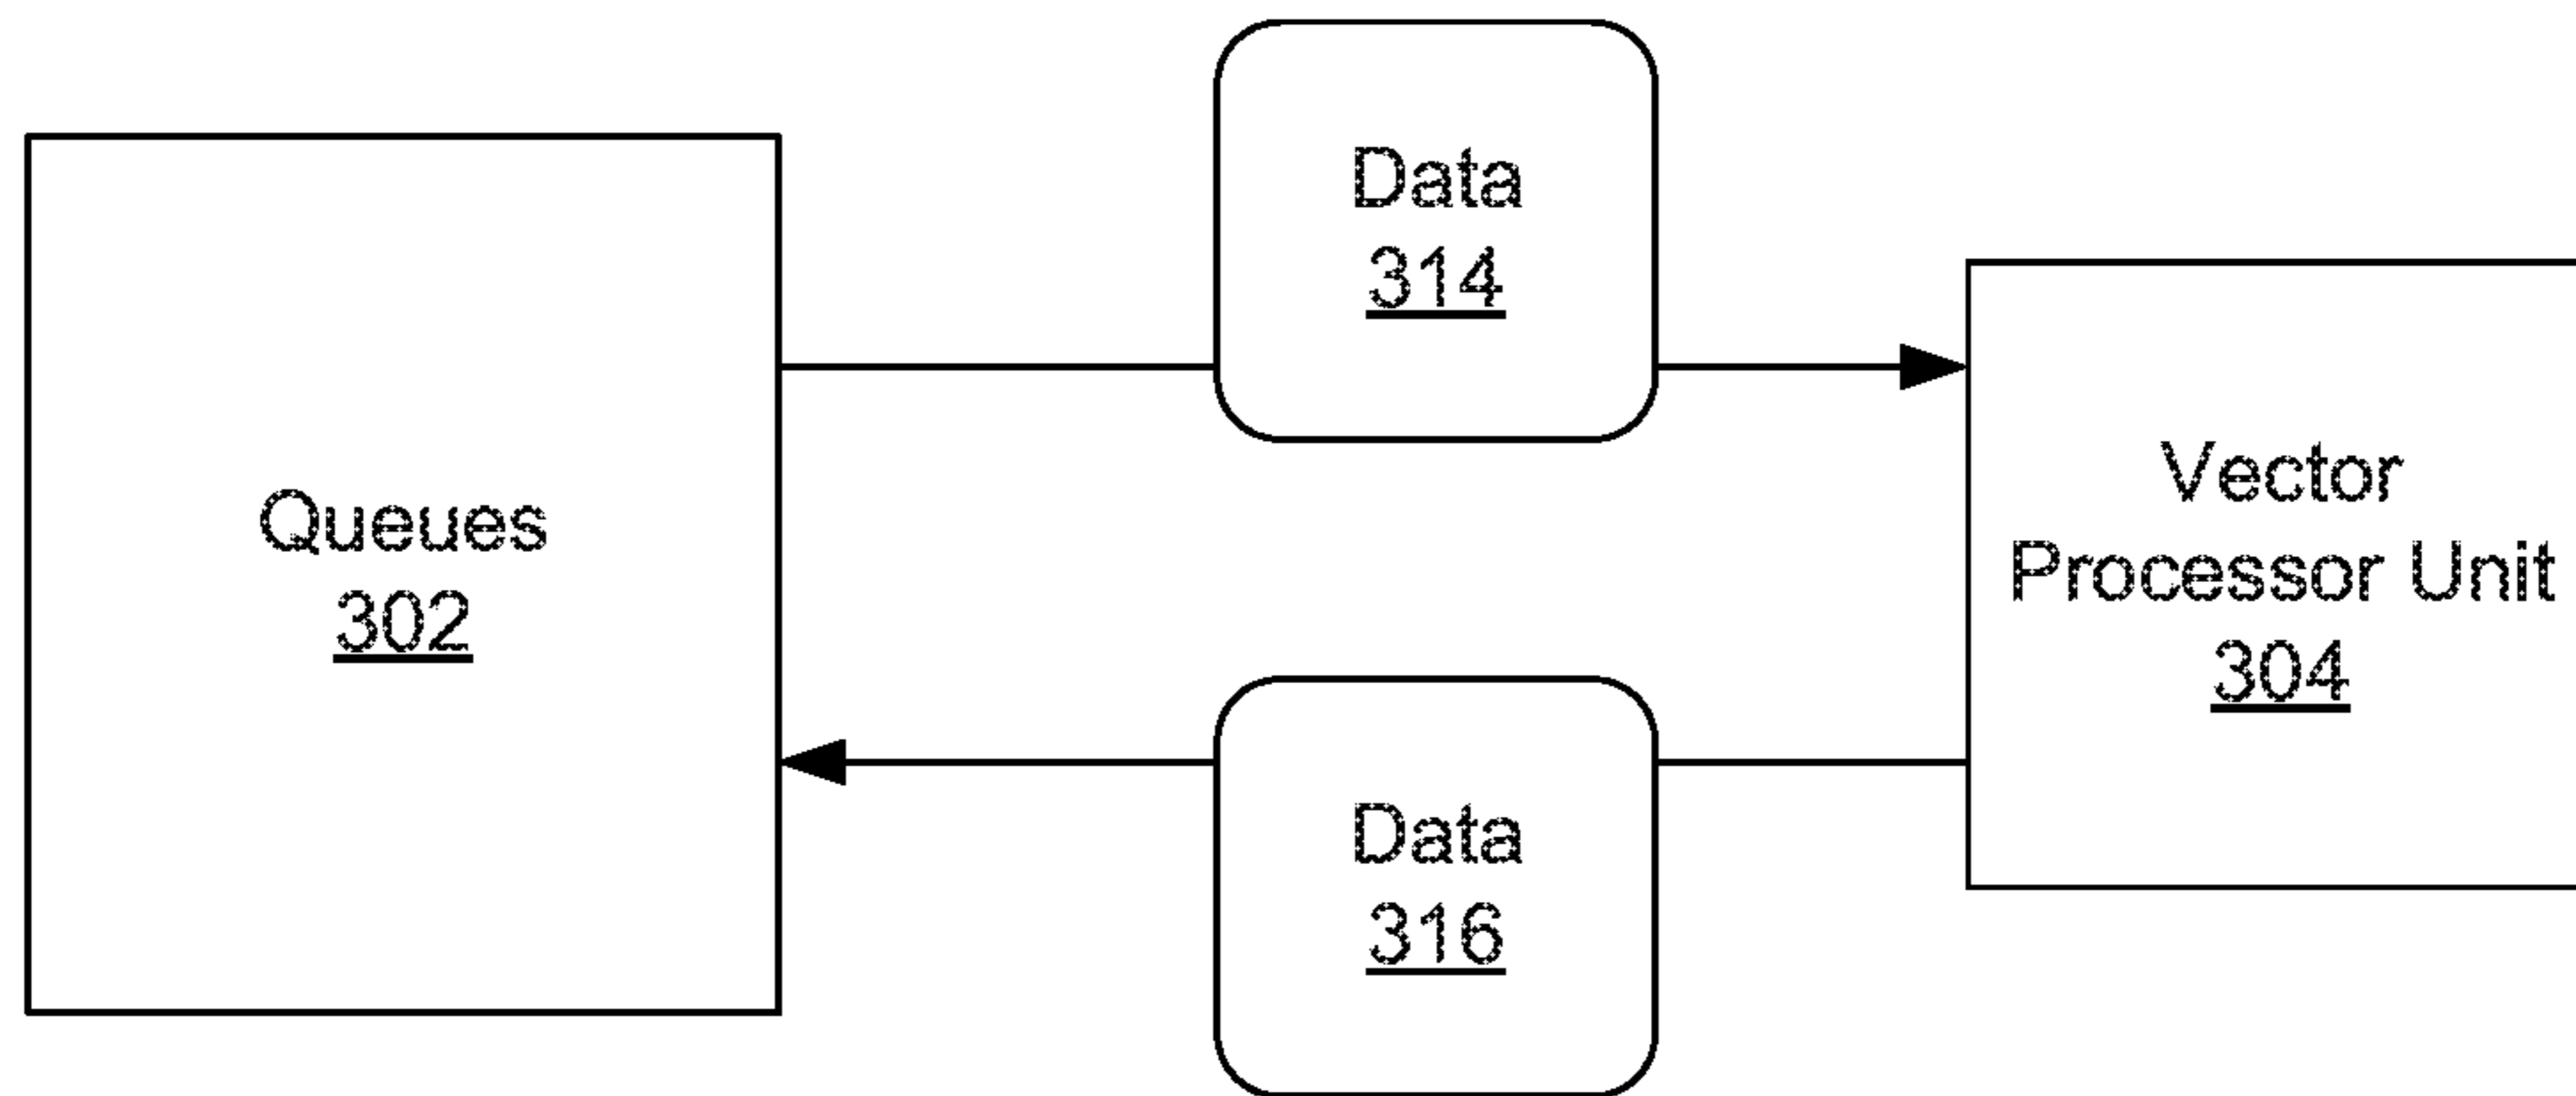 Data
314
Queues
302
Vector
Processor Unit
304
Data
316